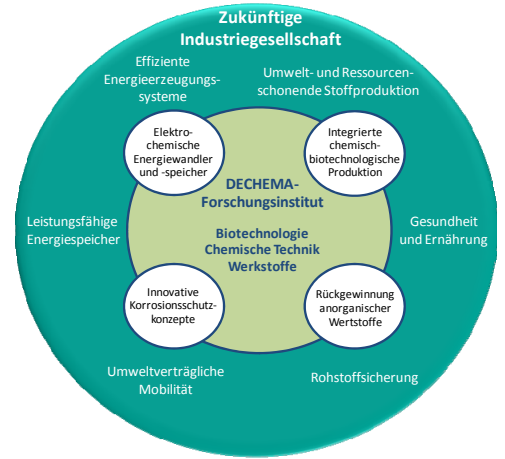 Zukünftige
Industriegesellschaft
Effiziente
Energieerzeugungs-
systeme
Umwelt- und Ressourcen-
schonende Stoffproduktion
Elektro-
chemische
Energiewandler
und -speicher
Integrierte
chemisch-
biotechnologische
Produktion
DECHEMA-
Forschungsinstitut
Biotechnologie
Chemische Technik
Werkstoffe
Leistungsfähige
Energiespeicher
Gesundheit
und Ernährung
Innovative
Korrosionsschutz-
konzepte
Rückgewinnung
anorganischer
Wertstoffe
Umweltverträgliche
Mobilität
Rohstoffsicherung